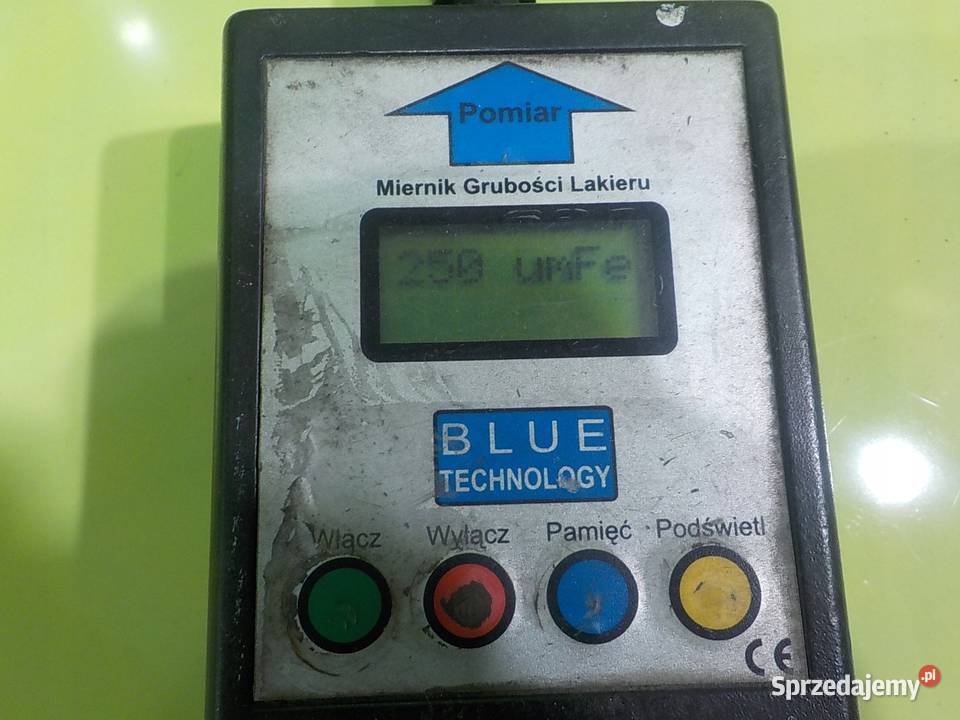 Pomiar
Miernik Grubości Lakieru
250 umFe
BLUE
TECHNOLOGY
Włącz Wyłącz Pamięć Podświetl
CE
Sprzedajemy.pl